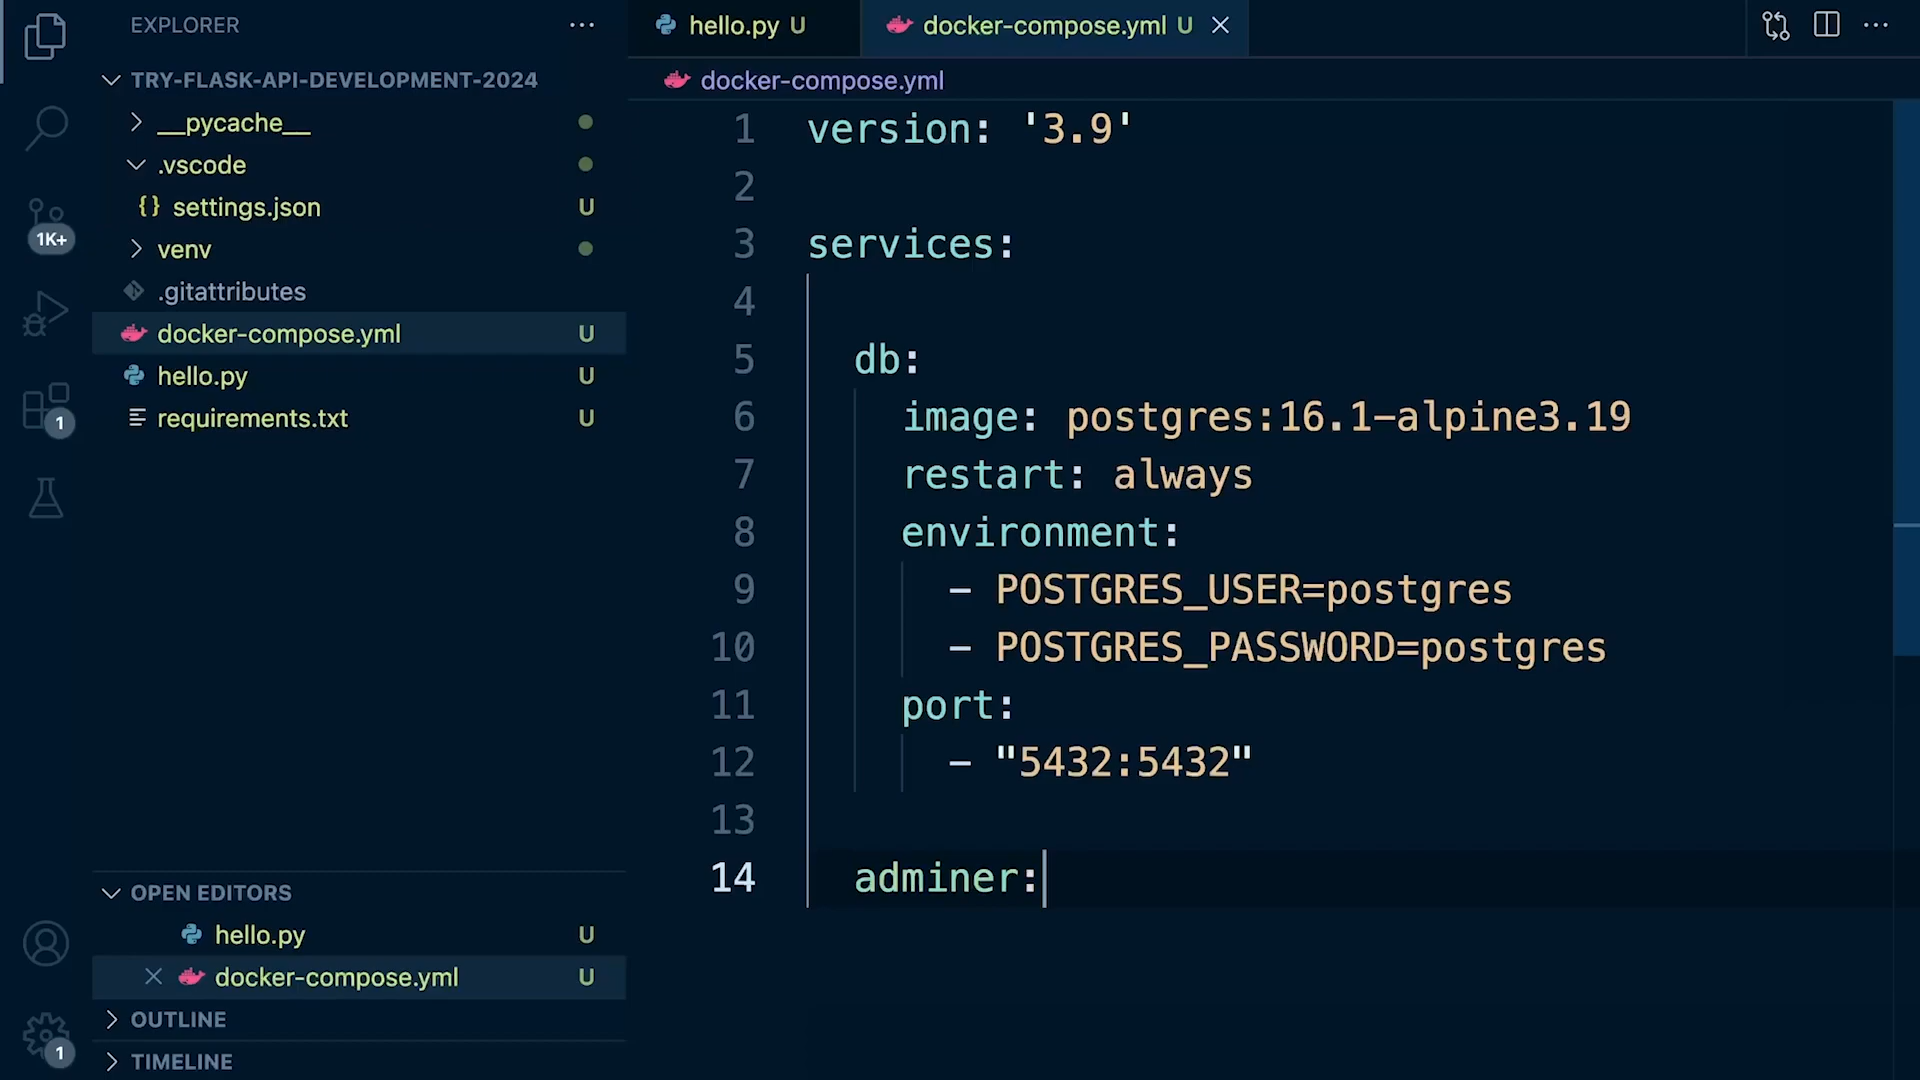 EXPLORER
TRY-FLASK-API-DEVELOPMENT-2024
__pycache__
.vscode
{} settings.json U
venv
.gitattributes
docker-compose.yml U
hello.py U
requirements.txt U
1K+
1
OPEN EDITORS
hello.py U
docker-compose.yml U
OUTLINE
TIMELINE
1
hello.py U
docker-compose.yml U
docker-compose.yml
1 version: '3.9'
2
3 services:
4
5 db:
6 image: postgres:16.1-alpine3.19
7 restart: always
8 environment:
9 - POSTGRES_USER=postgres
10 - POSTGRES_PASSWORD=postgres
11 port:
12 - "5432:5432"
13
14 adminer: